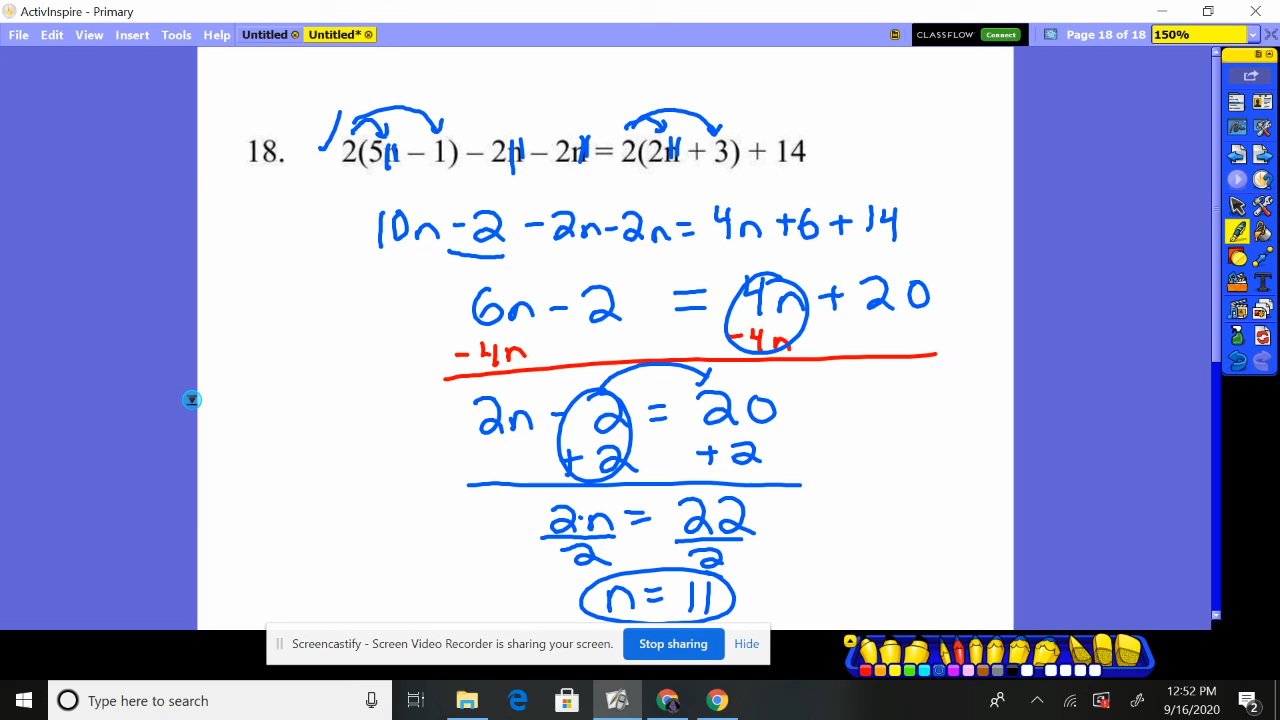 ActivInspire - Primary
File Edit View Insert Tools Help Untitled Untitled* CLASSFLOW Connect Page 18 of 18 150%
18. 2(5n – 1) – 2n – 2n = 2(2n + 3) + 14
10n - 2 - 2n - 2n = 4n + 6 + 14
6n - 2 = 4n + 20
- 4n - 4n
2n - 2 = 20
+ 2 + 2
2·n = 22
2 2
n = 11
Screencastify - Screen Video Recorder is sharing your screen. Stop sharing Hide
Type here to search
12:52 PM
9/16/2020
2